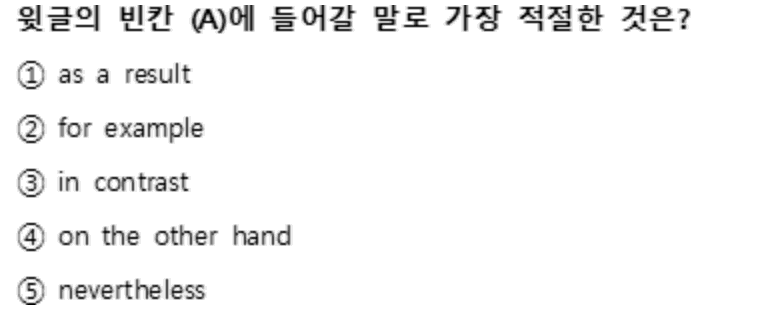 윗글의 빈칸 (A)에 들어갈 말로 가장 적절한 것은?
① as a result
② for example
③ in contrast
④ on the other hand
⑤ nevertheless